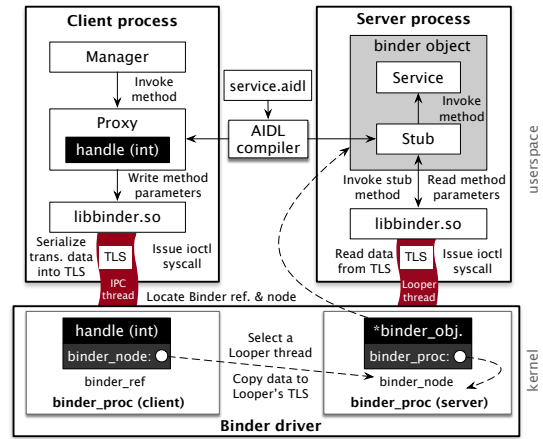 Client process
Manager
Invoke
method
Proxy
handle (int)
Write method
parameters
libbinder.so
Serialize
trans. data
into TLS
TLS
Issue ioctl
syscall
IPC
thread
service.aidl
AIDL
compiler
Server process
binder object
Service
Invoke
method
Stub
Invoke stub
method
Read method
parameters
libbinder.so
Read data
from TLS
TLS
Issue ioctl
syscall
Looper
thread
userspace
Locate Binder ref. & node
handle (int)
binder_node:
binder_ref
binder_proc (client)
Select a
Looper thread
Copy data to
Looper's TLS
*binder_obj.
binder_proc:
binder_node
binder_proc (server)
Binder driver
kernel